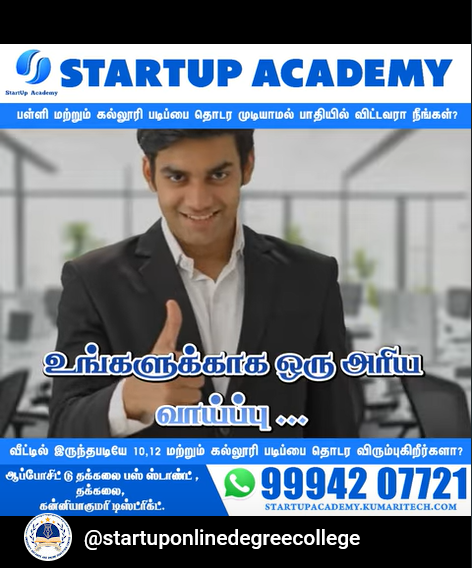 STARTUP ACADEMY
StartUp Academy
பள்ளி மற்றும் கல்லூரி படிப்பை தொடர முடியாமல் பாதியில் விட்டவரா நீங்கள்?
உங்களுக்காக ஒரு அரிய
வாய்ப்பு ...
வீட்டில் இருந்தபடியே 10,12 மற்றும் கல்லூரி படிப்பை தொடர விரும்புகிறீர்களா?
ஆப்போசிட் டு தக்கலை பஸ் ஸ்டாண்ட் ,
தக்கலை,
கன்னியாகுமரி டிஸ்ட்ரிக்ட்.
99942 07721
STARTUPACADEMY.KUMARITECH.COM
@startuponlinedegreecollege